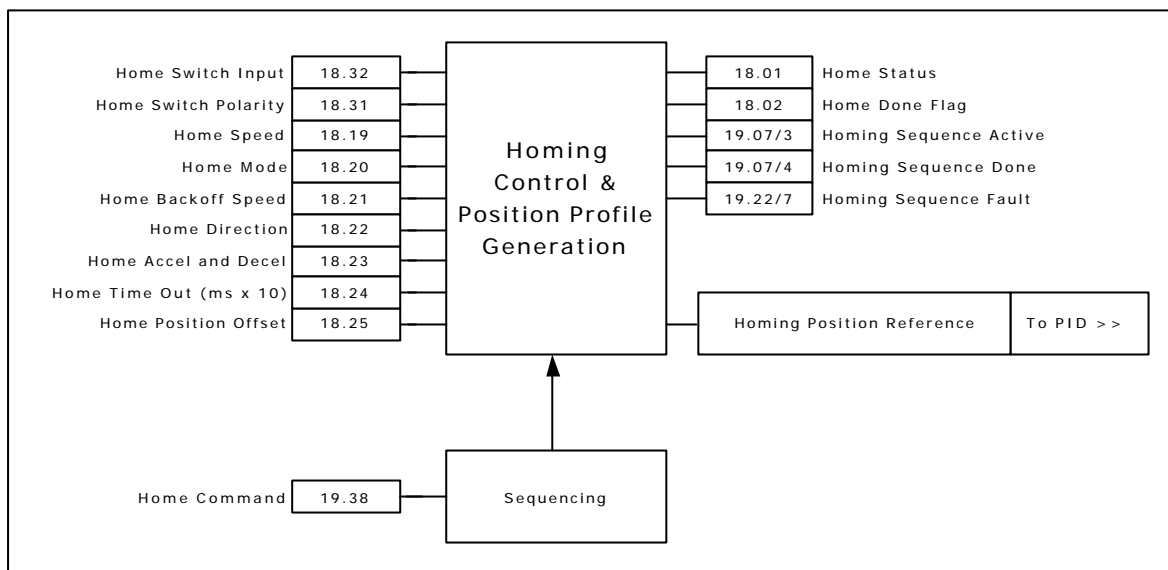 Home Switch Input 18.32
Home Switch Polarity 18.31
Home Speed 18.19
Home Mode 18.20
Home Backoff Speed 18.21
Home Direction 18.22
Home Accel and Decel 18.23
Home Time Out (ms x 10) 18.24
Home Position Offset 18.25
Homing
Control &
Position Profile
Generation
18.01 Home Status
18.02 Home Done Flag
19.07/3 Homing Sequence Active
19.07/4 Homing Sequence Done
19.22/7 Homing Sequence Fault
Homing Position Reference To PID >>
Home Command 19.38
Sequencing